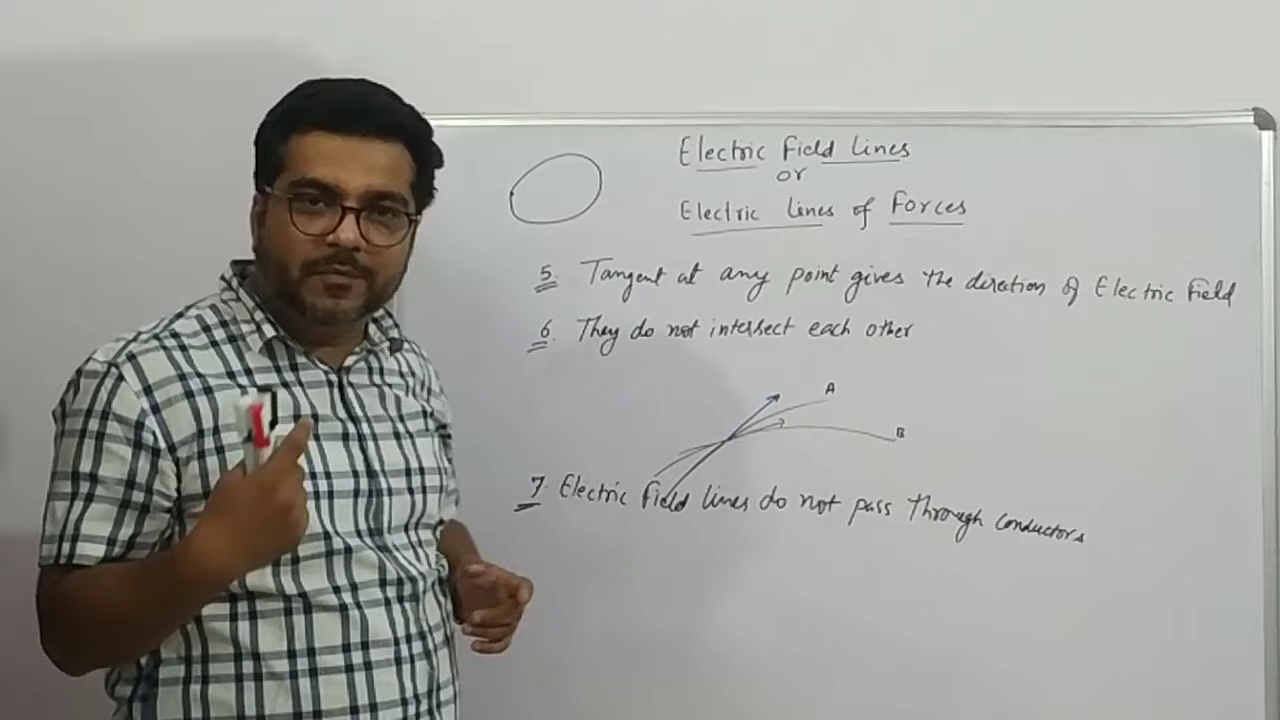 Electric Field Lines
or
Electric Lines of Forces
5. Tangent at any point gives the direction of Electric Field
6. They do not intersect each other
A
B
7. Electric Field lines do not pass through conductors